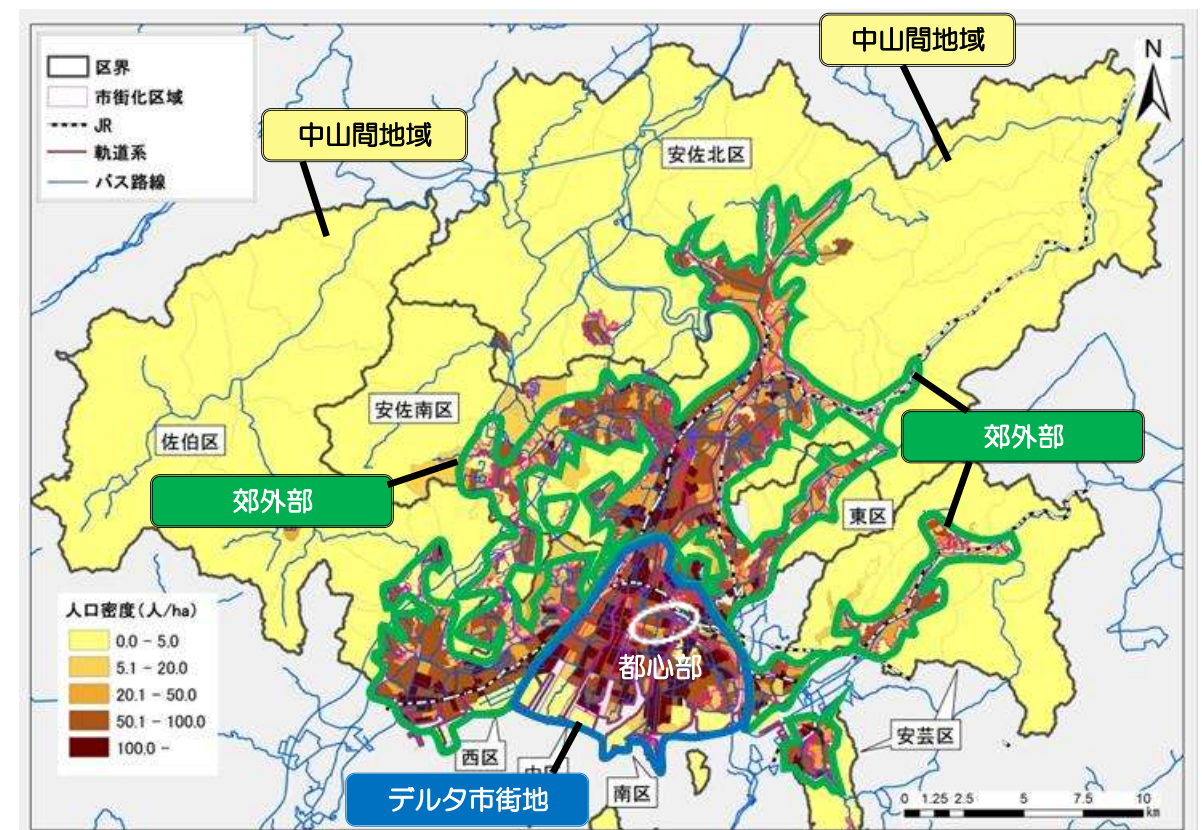 中山間地域
N
区界
市街化区域
JR
軌道系
バス路線
中山間地域
安佐北区
安佐南区
佐伯区
郊外部
郊外部
東区
人口密度(人/ha)
0.0 - 5.0
5.1 - 20.0
20.1 - 50.0
50.1 - 100.0
100.0 -
都心部
西区
安芸区
南区
デルタ市街地
0 1.25 2.5 5 7.5 10
km